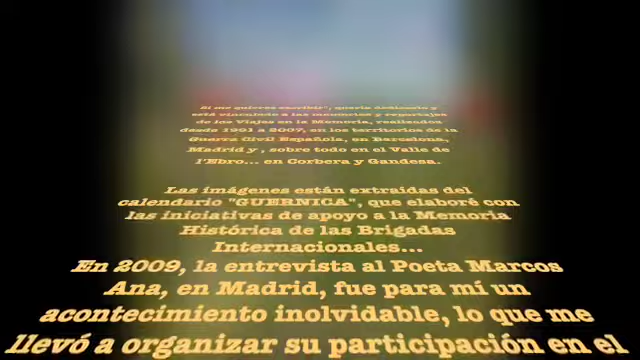 Si me quieres escribir", quería dedicarlo y
está vinculado a las memorias y reportajes
de los Viajes en la Memoria, realizados
desde 1991 a 2007, en los territorios de la
Guerra Civil Española, en Barcelona,
Madrid y , sobre todo en el Valle de
l'Ebro... en Corbera y Gandesa.
Las imágenes están extraidas del
calendario "GUERNICA", que elaboré con
las iniciativas de apoyo a la Memoria
Histórica de las Brigadas
Internacionales...
En 2009, la entrevista al Poeta Marcos
Ana, en Madrid, fue para mí un
acontecimiento inolvidable, lo que me
llevó a organizar su participación en el